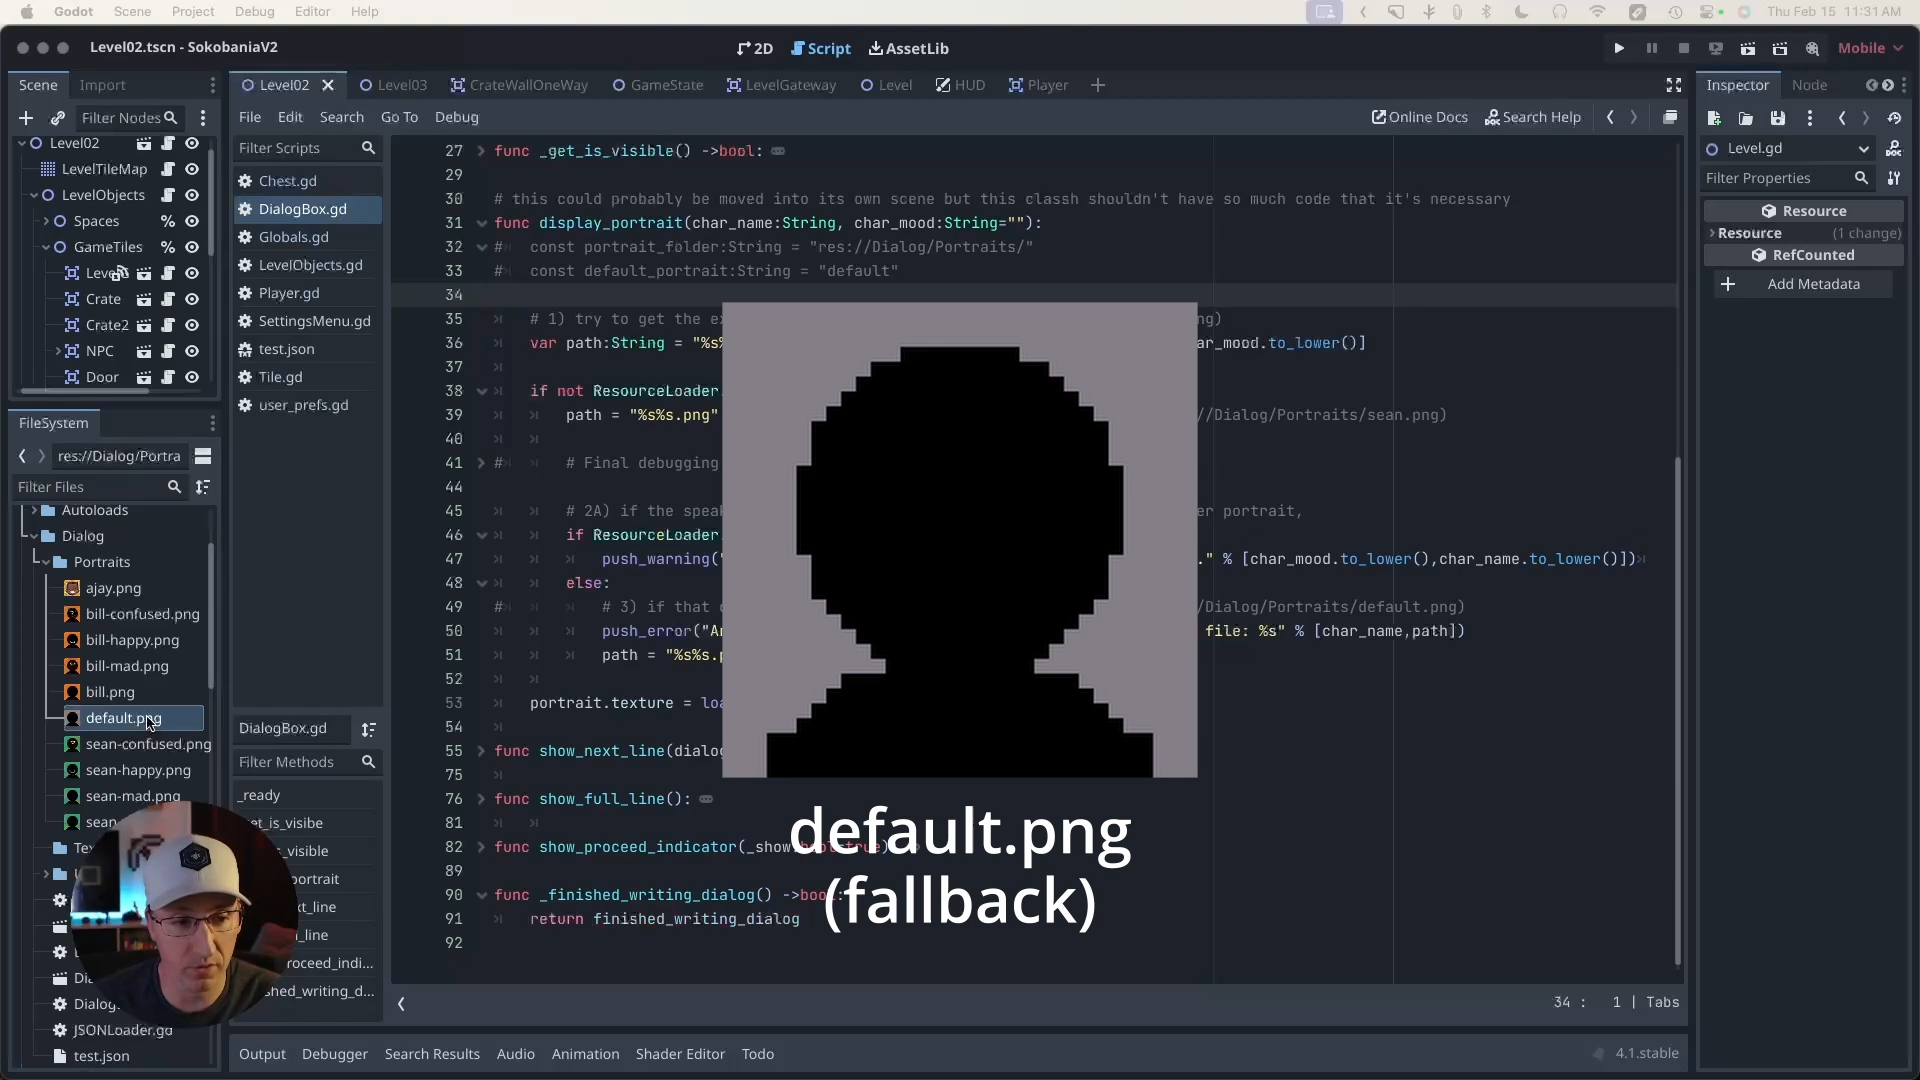 Godot Scene Project Debug Editor Help
Thu Feb 15 11:31 AM
Level02.tscn - SokobaniaV2
2D Script AssetLib
Mobile
Scene Import
Level02 Level03 CrateWallOneWay GameState LevelGateway Level HUD Player
Inspector Node
Filter Nodes
File Edit Search Go To Debug
Online Docs Search Help
Level02
LevelTileMap
LevelObjects
Spaces
GameTiles
Crate
Crate2
NPC
Door
Filter Scripts
Chest.gd
DialogBox.gd
Globals.gd
LevelObjects.gd
Player.gd
SettingsMenu.gd
test.json
Tile.gd
user_prefs.gd
Level.gd
Filter Properties
Resource
Resource (1 change)
RefCounted
Add Metadata
27 func _get_is_visible() ->bool:
29
30 # this could probably be moved into its own scene but this classh shouldn't have so much code that it's necessary
31 func display_portrait(char_name:String, char_mood:String=""):
32 # const portrait_folder:String = "res://Dialog/Portraits/"
33 # const default_portrait:String = "default"
34
35 # 1) try to get the ex ng)
36 var path:String = "%s% ar_mood.to_lower()]
37
38 if not ResourceLoader.
39 path = "%s%s.png" //Dialog/Portraits/sean.png)
40
41 # # Final debugging
44
45 # 2A) if the speak er portrait,
46 if ResourceLoader.
47 push_warning(" ." % [char_mood.to_lower(),char_name.to_lower()])
48 else:
49 # # 3) if that /Dialog/Portraits/default.png)
50 push_error("An file: %s" % [char_name,path])
51 path = "%s%s.p
52
53 portrait.texture = loa
54
55 func show_next_line(dialog
75
76 func show_full_line():
81
82 func show_proceed_indicator(_show:bool=true)
89
90 func _finished_writing_dialog() ->bool:
91 return finished_writing_dialog
92
default.png
(fallback)
FileSystem
res://Dialog/Portra
Filter Files
Autoloads
Dialog
Portraits
ajay.png
bill-confused.png
bill-happy.png
bill-mad.png
bill.png
default.png
sean-confused.png
sean-happy.png
sean-mad.png
sean
JSONLoader.gd
test.json
DialogBox.gd
Filter Methods
_ready
et_is_visibe
_visible
ortrait
xt_line
_line
roceed_indi...
shed_writing_d...
34 : 1 | Tabs
Output Debugger Search Results Audio Animation Shader Editor Todo
4.1.stable